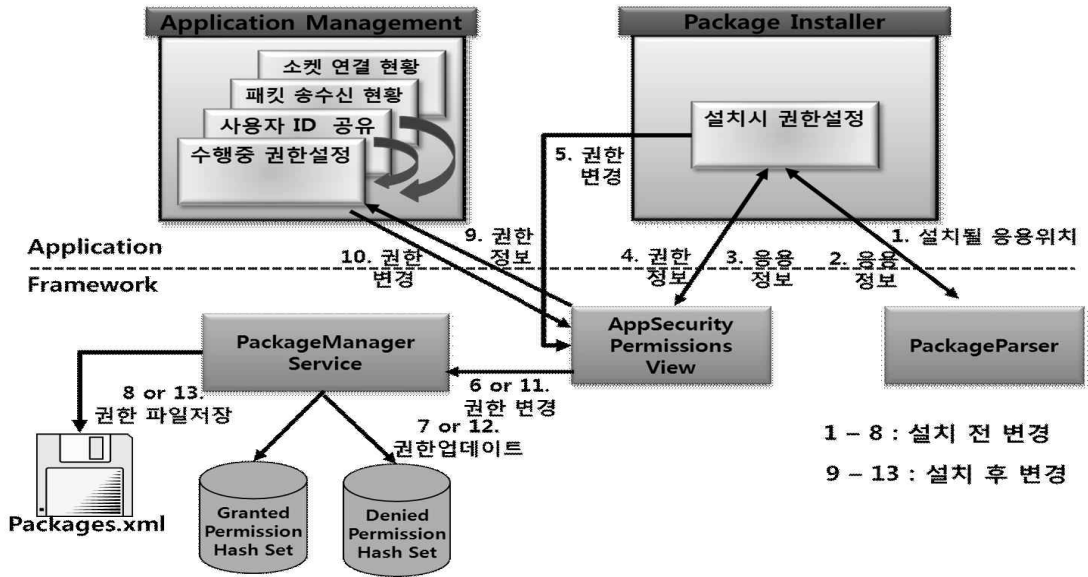 Application Management
소켓 연결 현황
패킷 송수신 현황
사용자 ID 공유
수행중 권한설정
Package Installer
설치시 권한설정
5. 권한
변경
Application
Framework
10. 권한
변경
9. 권한
정보
4. 권한
정보
3. 응용
정보
2. 응용
정보
1. 설치될 응용위치
PackageManager
Service
AppSecurity
Permissions
View
PackageParser
8 or 13.
권한 파일저장
6 or 11.
권한 변경
7 or 12.
권한업데이트
Packages.xml
Granted
Permission
Hash Set
Denied
Permission
Hash Set
1 – 8 : 설치 전 변경
9 – 13 : 설치 후 변경